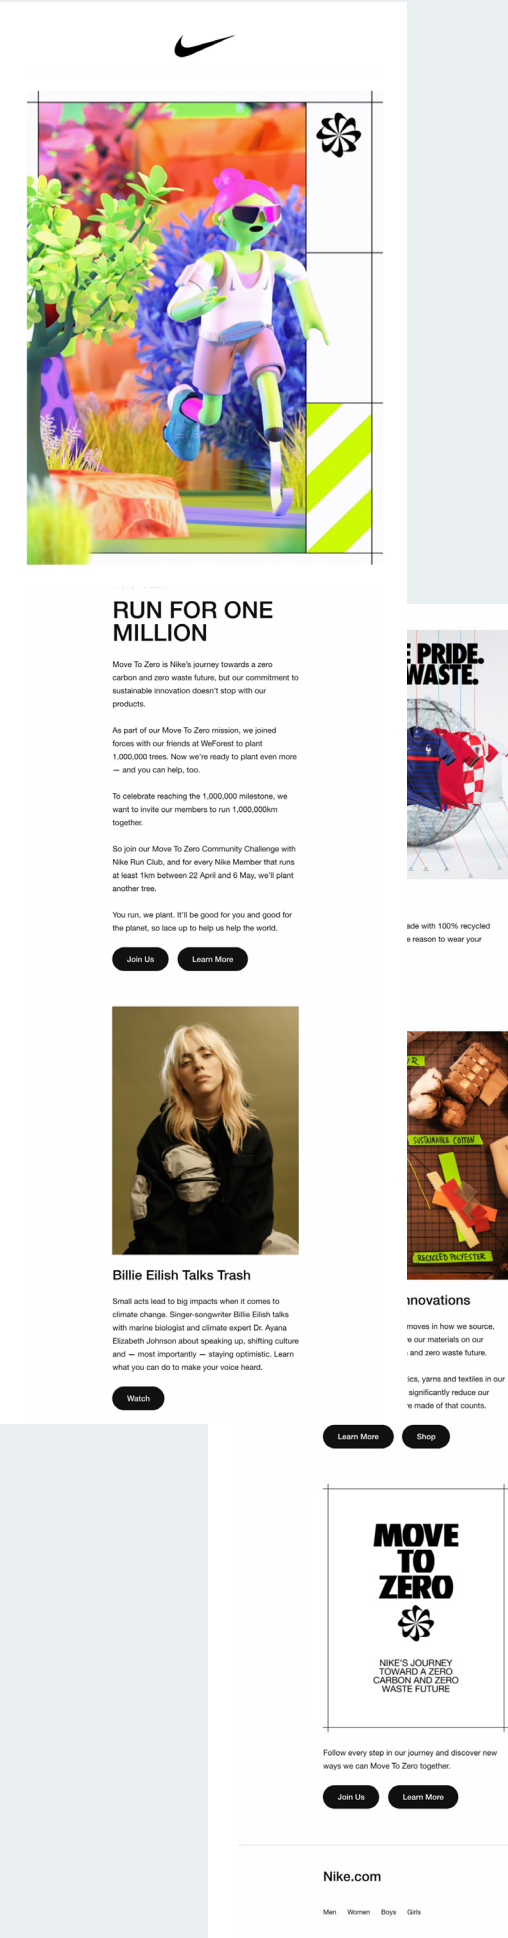 RUN FOR ONE
MILLION
Move To Zero is Nike's journey towards a zero
carbon and zero waste future, but our commitment to
sustainable innovation doesn't stop with our
products.
As part of our Move To Zero mission, we joined
forces with our friends at WeForest to plant
1,000,000 trees. Now we're ready to plant even more
— and you can help, too.
To celebrate reaching the 1,000,000 milestone, we
want to invite our members to run 1,000,000km
together.
So join our Move To Zero Community Challenge with
Nike Run Club, and for every Nike Member that runs
at least 1km between 22 April and 6 May, we'll plant
another tree.
You run, we plant. It'll be good for you and good for
the planet, so lace up to help us help the world.
Join Us
Learn More
Billie Eilish Talks Trash
Small acts lead to big impacts when it comes to
climate change. Singer-songwriter Billie Eilish talks
with marine biologist and climate expert Dr. Ayana
Elizabeth Johnson about speaking up, shifting culture
and — most importantly — staying optimistic. Learn
what you can do to make your voice heard.
Watch
PRIDE.
WASTE.
made with 100% recycled
reason to wear your
SUSTAINABLE COTTON
RECYCLED POLYESTER
nnovations
moves in how we source,
our materials on our
and zero waste future.
ics, yarns and textiles in our
significantly reduce our
made of that counts.
Learn More
Shop
MOVE
TO
ZERO
NIKE'S JOURNEY
TOWARD A ZERO
CARBON AND ZERO
WASTE FUTURE
Follow every step in our journey and discover new
ways we can Move To Zero together.
Join Us
Learn More
Nike.com
Men
Women
Boys
Girls